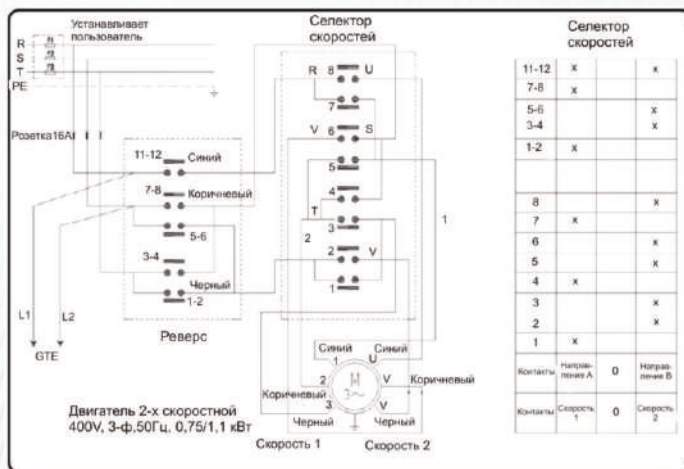 Устанавливает
пользователь
R
S
T
PE
Розетка16А
11-12
Синий
7-8
Коричневый
5-6
3-4
Черный
1-2
L1
L2
GTE
Реверс
Селектор
скоростей
R 8 U
7
V 6 S
5
4
T
3
2
2 V
1
1
Синий Синий
1 U
2 M V
3~
Коричневый Коричневый
3 V
Черный Черный
Скорость 1 Скорость 2
Двигатель 2-х скоростной
400V, 3-ф,50Гц, 0,75/1,1 кВт
Селектор
скоростей
11-12 x x
7-8 x
5-6 x
3-4 x
1-2 x
8 x
7 x
6 x
5 x
4 x
3 x
2 x
1 x
Контакты Направ-
ление А 0 Направ-
ление В
Контакты Скорость
1 0 Скорость
2